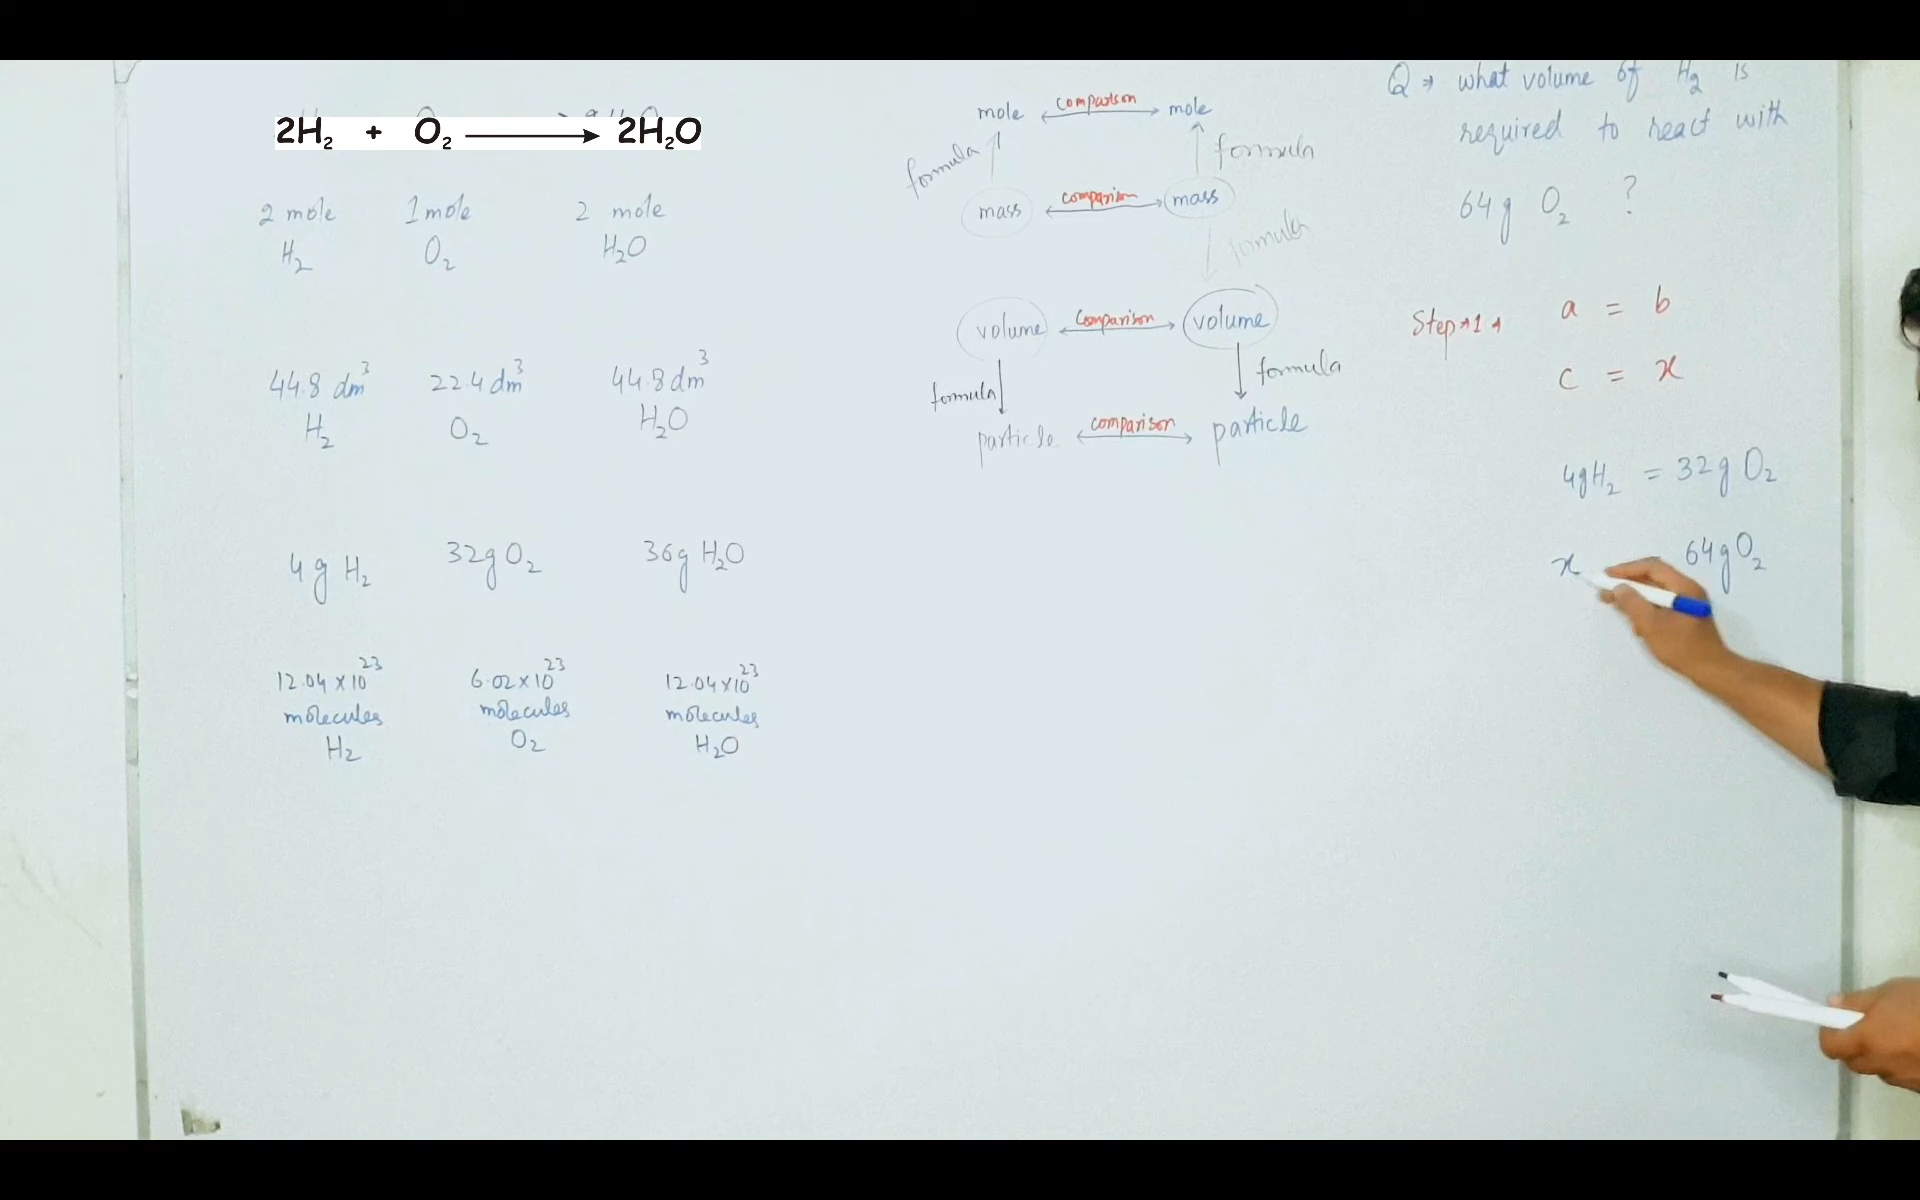 2H₂ + O₂ ⟶ 2H₂O
2 mole 1 mole 2 mole
H₂ O₂ H₂O
44.8 dm³ 22.4 dm³ 44.8 dm³
H₂ O₂ H₂O
4g H₂ 32g O₂ 36g H₂O
12.04 × 10²³ 6.02 × 10²³ 12.04 × 10²³
molecules molecules molecules
H₂ O₂ H₂O
mole ⟷ comparison mole
formula formula
mass ⟷ comparison mass
formula
volume ⟷ comparison volume
formula formula
particle ⟷ comparison particle
Q → what volume of H₂ is
required to react with
64g O₂ ?
Step → 1 → a = b
c = x
4g H₂ = 32g O₂
x 64g O₂